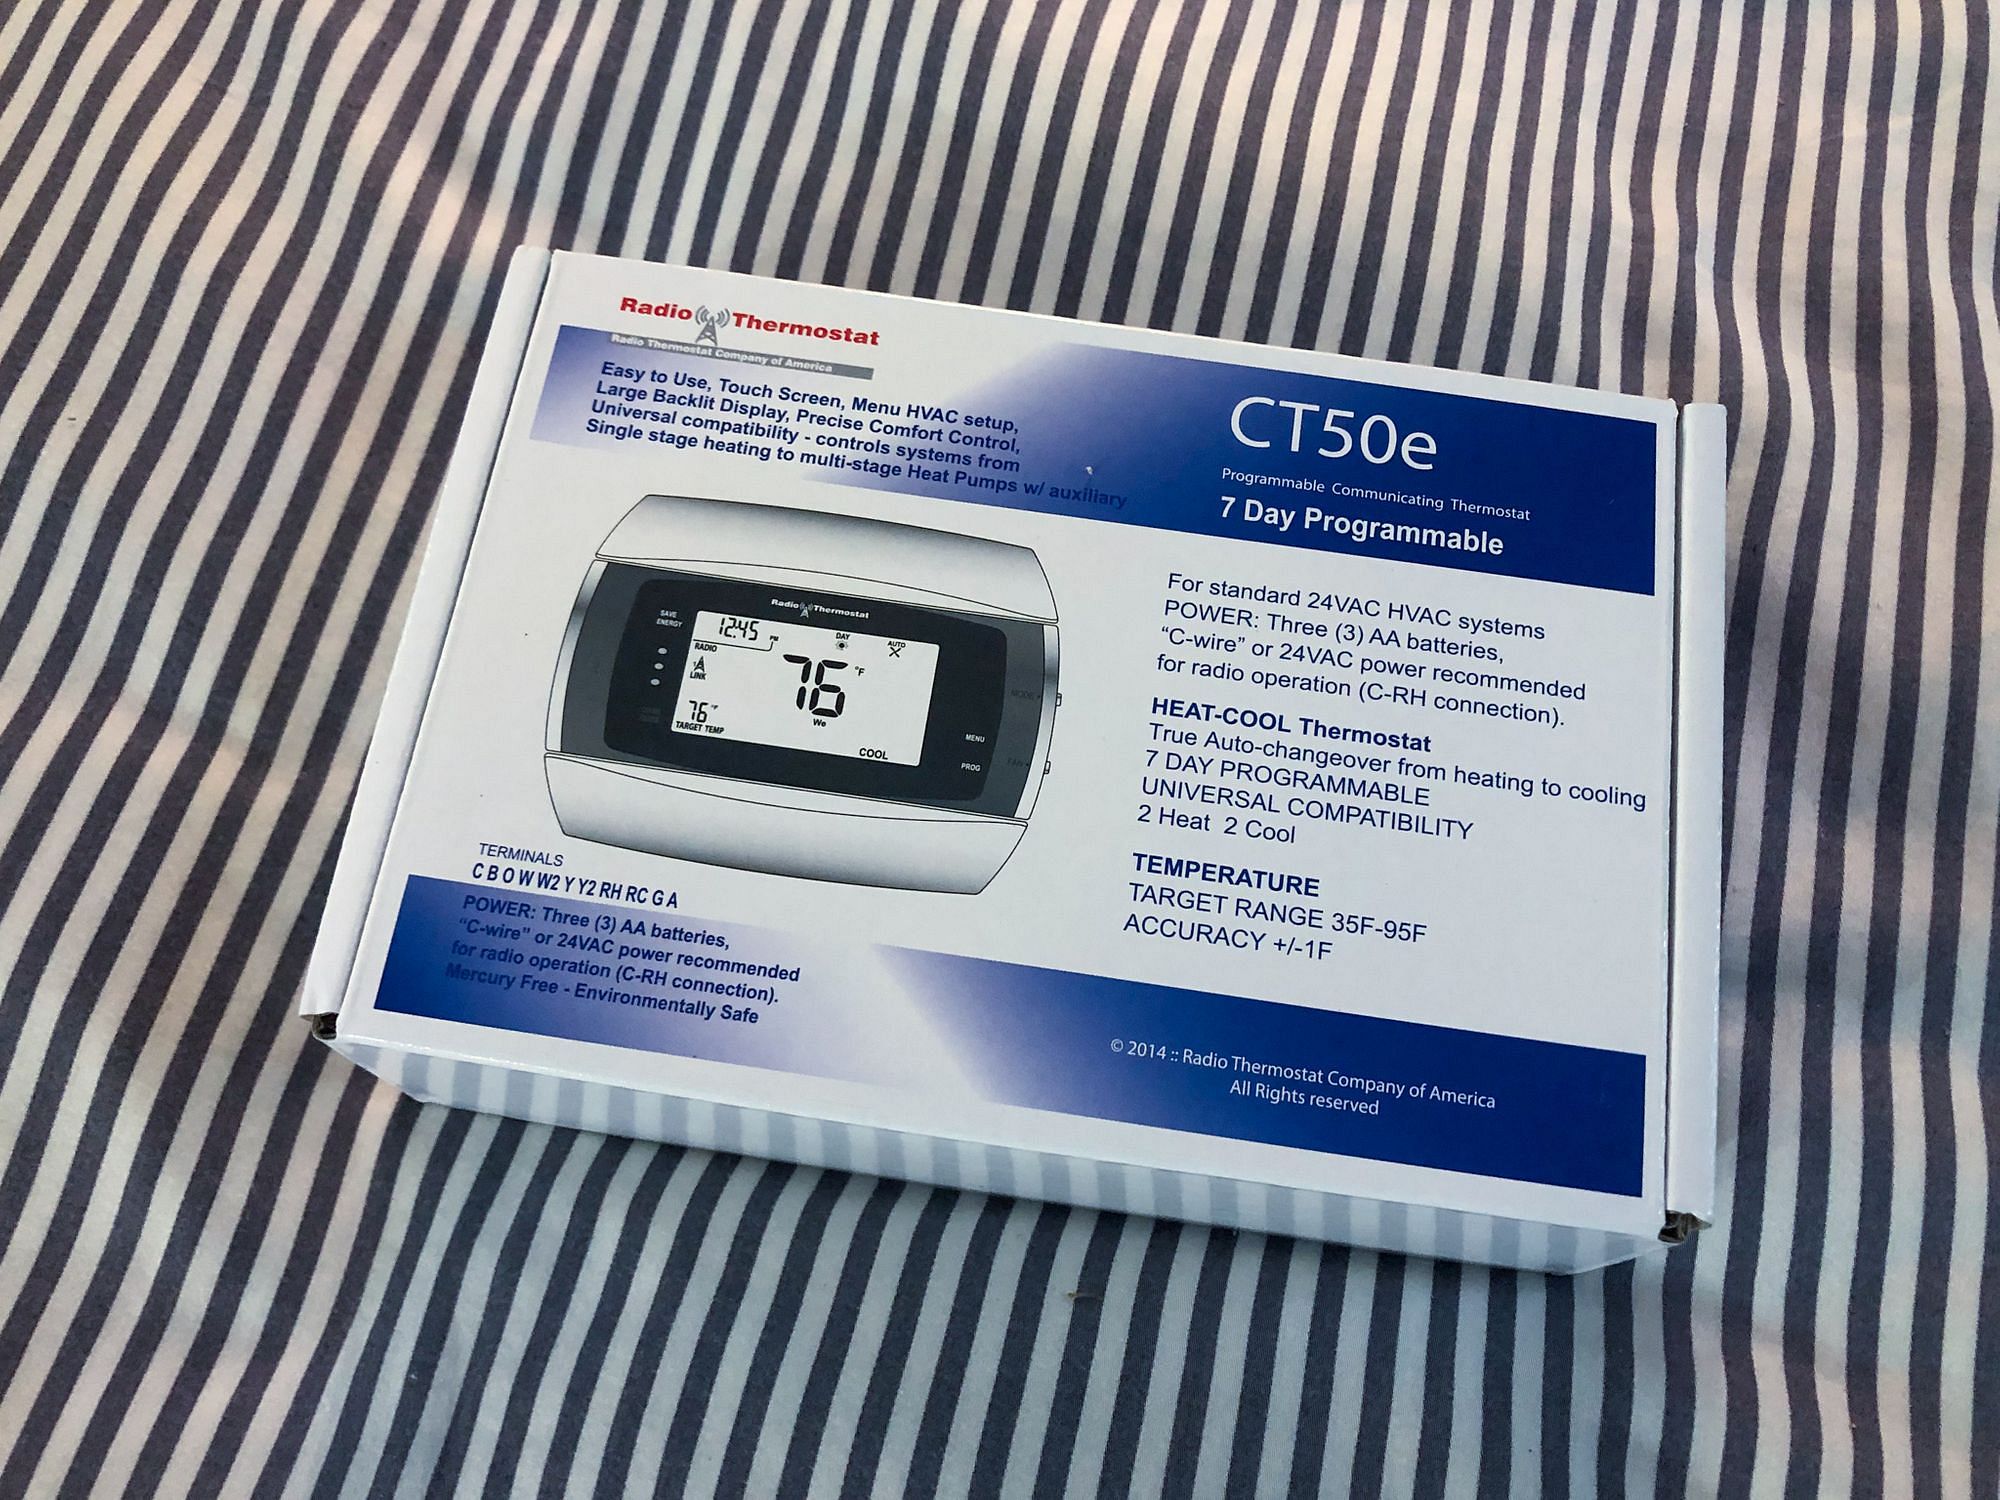 Radio Thermostat
Radio Thermostat Company of America
Easy to Use, Touch Screen, Menu HVAC setup,
Large Backlit Display, Precise Comfort Control,
Universal compatibility - controls systems from
Single stage heating to multi-stage Heat Pumps w/ auxiliary
CT50e
Programmable Communicating Thermostat
7 Day Programmable
Radio Thermostat
SAVE
ENERGY
12:45 PM
DAY
AUTO
RADIO
LINK
76 °F
We
76 °F
TARGET TEMP
COOL
MODE
MENU
FAN
PROG
For standard 24VAC HVAC systems
POWER: Three (3) AA batteries,
“C-wire” or 24VAC power recommended
for radio operation (C-RH connection).
HEAT-COOL Thermostat
True Auto-changeover from heating to cooling
7 DAY PROGRAMMABLE
UNIVERSAL COMPATIBILITY
2 Heat 2 Cool
TEMPERATURE
TARGET RANGE 35F-95F
ACCURACY +/-1F
TERMINALS
C B O W W2 Y Y2 RH RC G A
POWER: Three (3) AA batteries,
“C-wire” or 24VAC power recommended
for radio operation (C-RH connection).
Mercury Free - Environmentally Safe
© 2014 :: Radio Thermostat Company of America
All Rights reserved